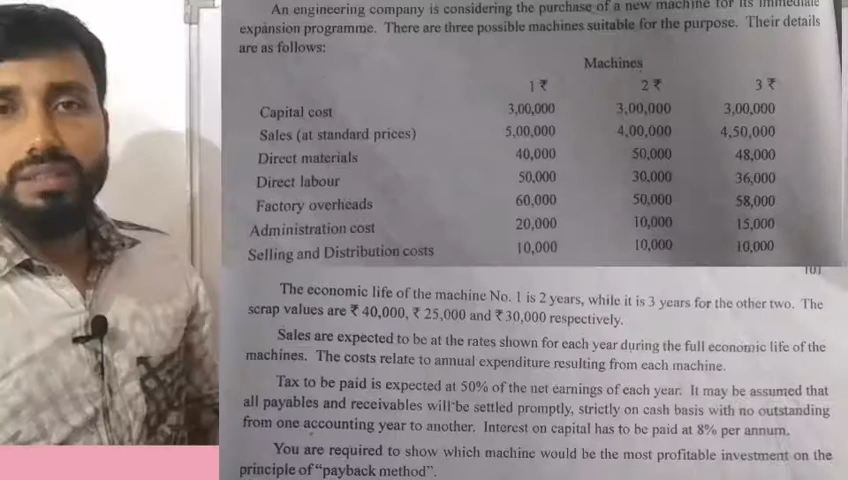 An engineering company is considering the purchase of a new machine for its immediate
expansion programme. There are three possible machines suitable for the purpose. Their details
are as follows:
Machines
1 ₹ 2 ₹ 3 ₹
Capital cost 3,00,000 3,00,000 3,00,000
Sales (at standard prices) 5,00,000 4,00,000 4,50,000
Direct materials 40,000 50,000 48,000
Direct labour 50,000 30,000 36,000
Factory overheads 60,000 50,000 58,000
Administration cost 20,000 10,000 15,000
Selling and Distribution costs 10,000 10,000 10,000
The economic life of the machine No. 1 is 2 years, while it is 3 years for the other two. The
scrap values are ₹ 40,000, ₹ 25,000 and ₹ 30,000 respectively.
Sales are expected to be at the rates shown for each year during the full economic life of the
machines. The costs relate to annual expenditure resulting from each machine.
Tax to be paid is expected at 50% of the net earnings of each year. It may be assumed that
all payables and receivables will be settled promptly, strictly on cash basis with no outstanding
from one accounting year to another. Interest on capital has to be paid at 8% per annum.
You are required to show which machine would be the most profitable investment on the
principle of "payback method".